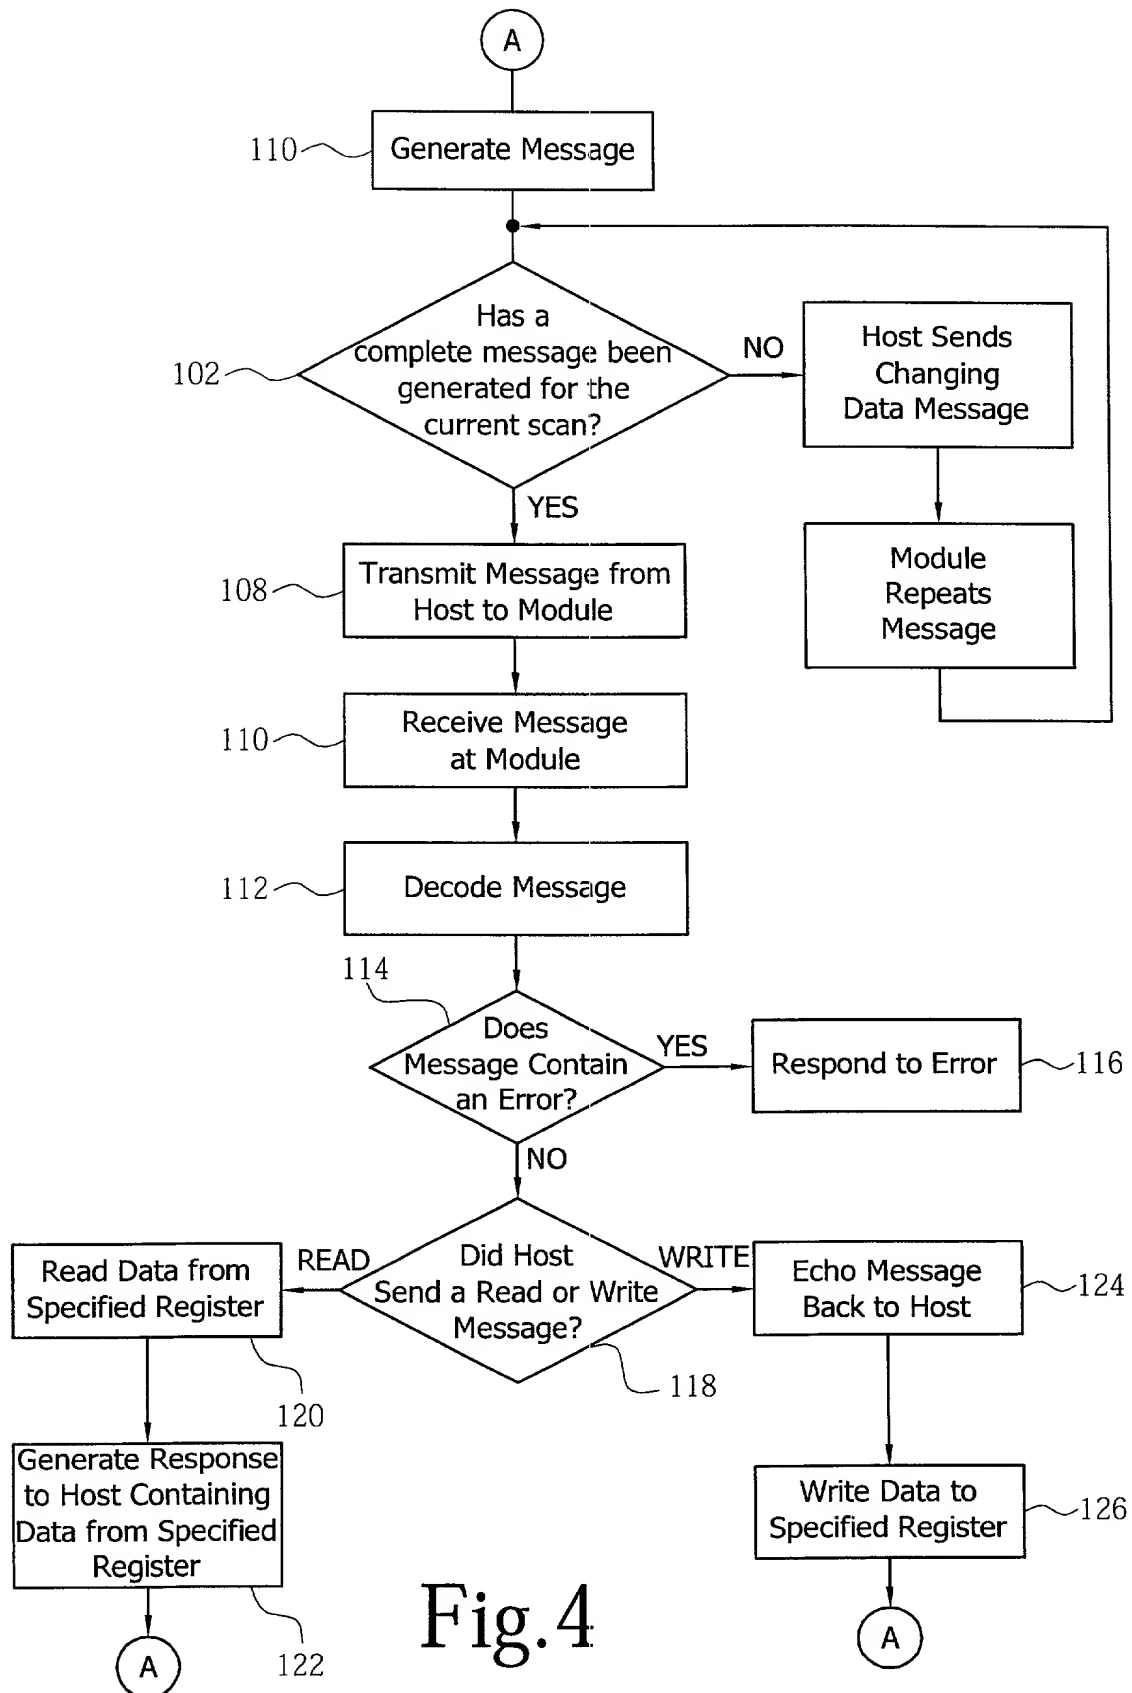 A
110
Generate Message
Has a
complete message been
generated for the
current scan?
102
NO
Host Sends
Changing
Data Message
YES
Module
Repeats
Message
108
Transmit Message from
Host to Module
110
Receive Message
at Module
112
Decode Message
114
Does
Message Contain
an Error?
YES
Respond to Error
116
NO
READ
Did Host
Send a Read or Write
Message?
WRITE
118
Read Data from
Specified Register
120
Echo Message
Back to Host
124
Generate Response
to Host Containing
Data from Specified
Register
122
Write Data to
Specified Register
126
A
A
Fig.4